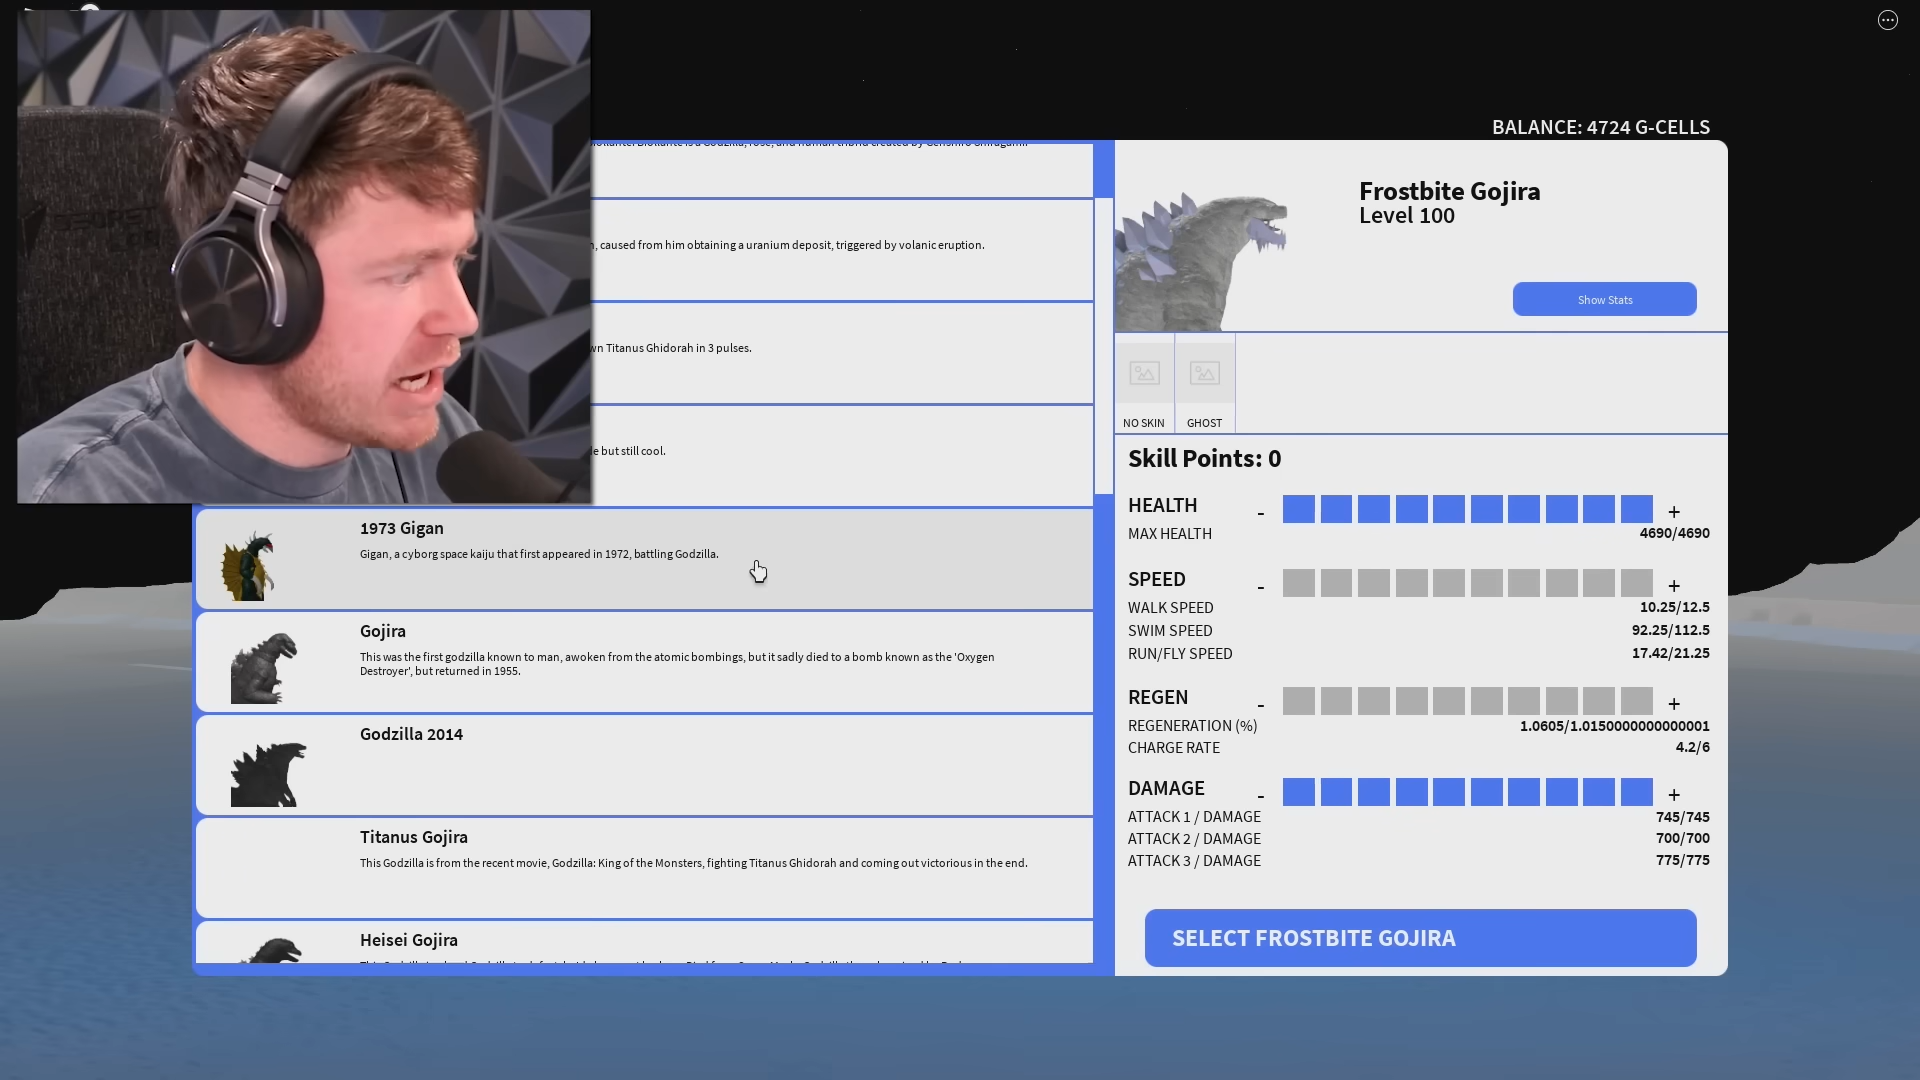 BALANCE: 4724 G-CELLS
caused from him obtaining a uranium deposit, triggered by volanic eruption.
Titanus Ghidorah in 3 pulses.
but still cool.
1973 Gigan
Gigan, a cyborg space kaiju that first appeared in 1972, battling Godzilla.
Gojira
This was the first godzilla known to man, awoken from the atomic bombings, but it sadly died to a bomb known as the 'Oxygen
Destroyer', but returned in 1955.
Godzilla 2014
Titanus Gojira
This Godzilla is from the recent movie, Godzilla: King of the Monsters, fighting Titanus Ghidorah and coming out victorious in the end.
Heisei Gojira
Frostbite Gojira
Level 100
Show Stats
NO SKIN
GHOST
Skill Points: 0
HEALTH
- +
MAX HEALTH 4690/4690
SPEED
- +
WALK SPEED 10.25/12.5
SWIM SPEED 92.25/112.5
RUN/FLY SPEED 17.42/21.25
REGEN
- +
REGENERATION (%) 1.0605/1.0150000000000001
CHARGE RATE 4.2/6
DAMAGE
- +
ATTACK 1 / DAMAGE 745/745
ATTACK 2 / DAMAGE 700/700
ATTACK 3 / DAMAGE 775/775
SELECT FROSTBITE GOJIRA